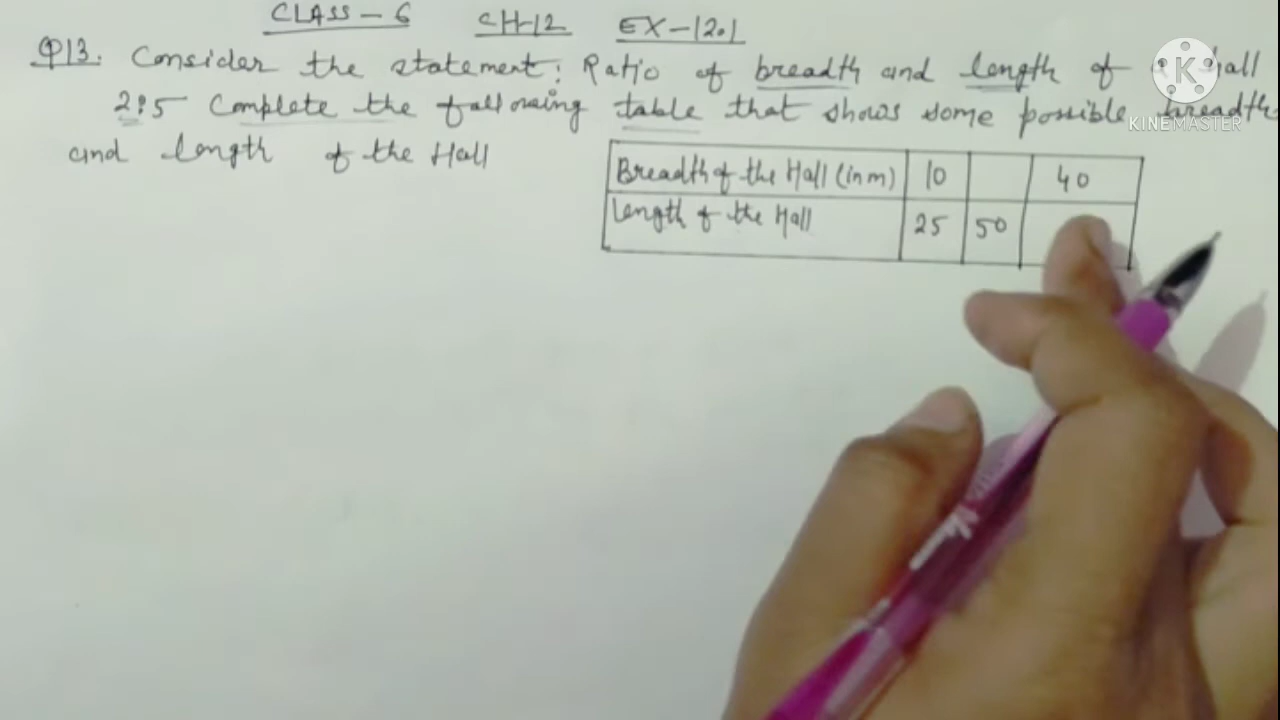 CLASS - 6 CH-12 EX-12.1
Q13. Consider the statement: Ratio of breadth and length of Hall
2:5 Complete the following table that shows some possible breadth
and length of the Hall
Breadth of the Hall (in m) 10 40
Length of the Hall 25 50
K
KINEMASTER